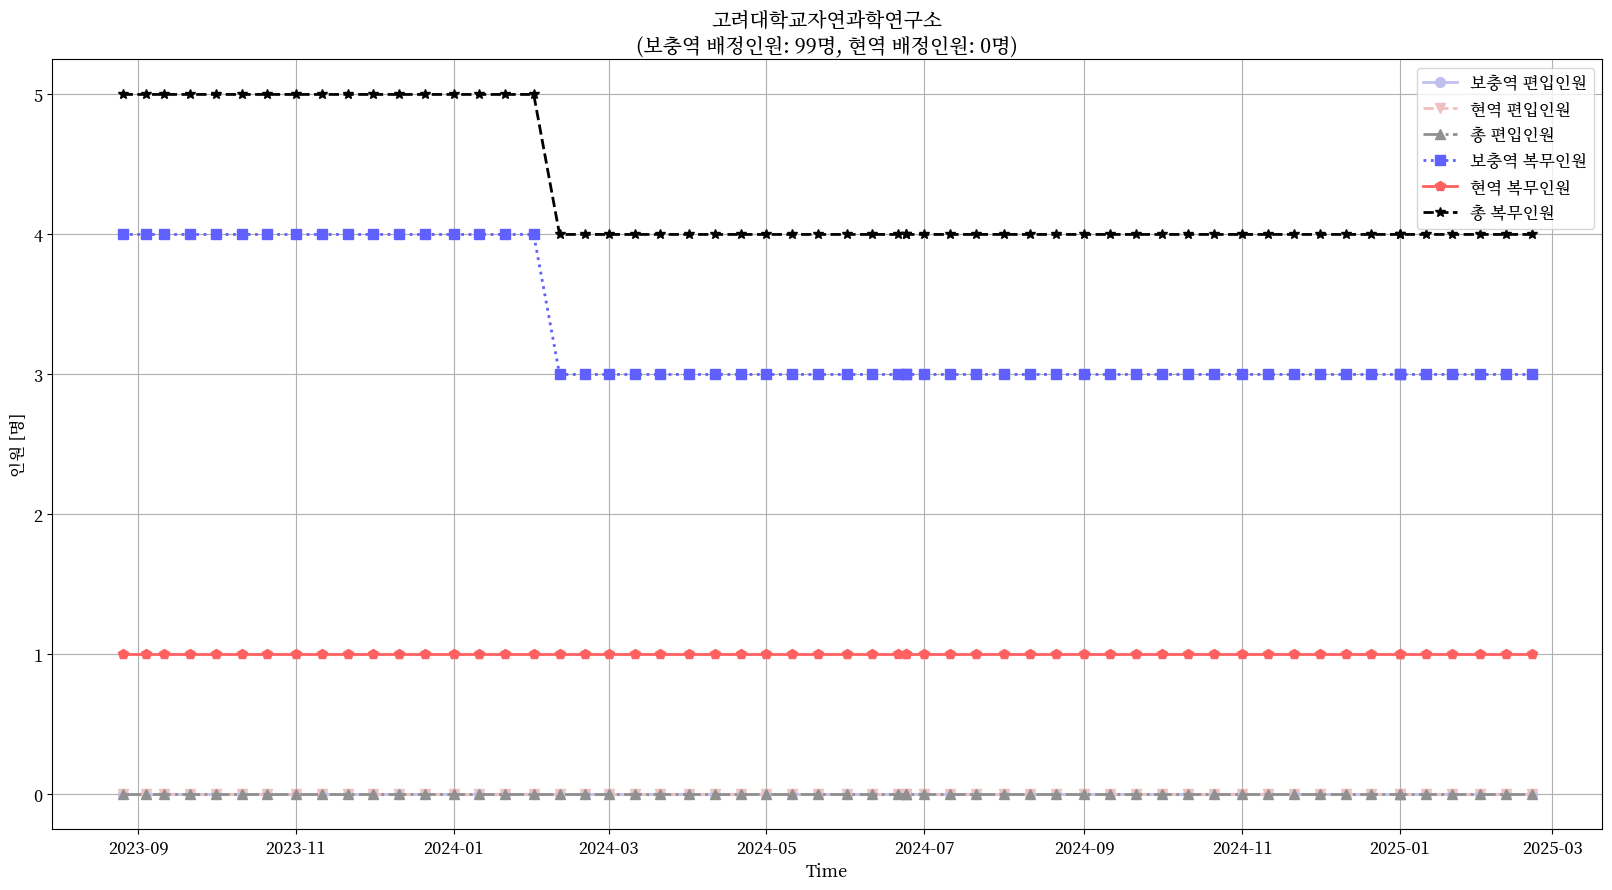 고려대학교자연과학연구소
(보충역 배정인원: 99명, 현역 배정인원: 0명)
보충역 편입인원
현역 편입인원
총 편입인원
보충역 복무인원
현역 복무인원
총 복무인원
인원 [명]
5
4
3
2
1
0
2023-09
2023-11
2024-01
2024-03
2024-05
2024-07
2024-09
2024-11
2025-01
2025-03
Time